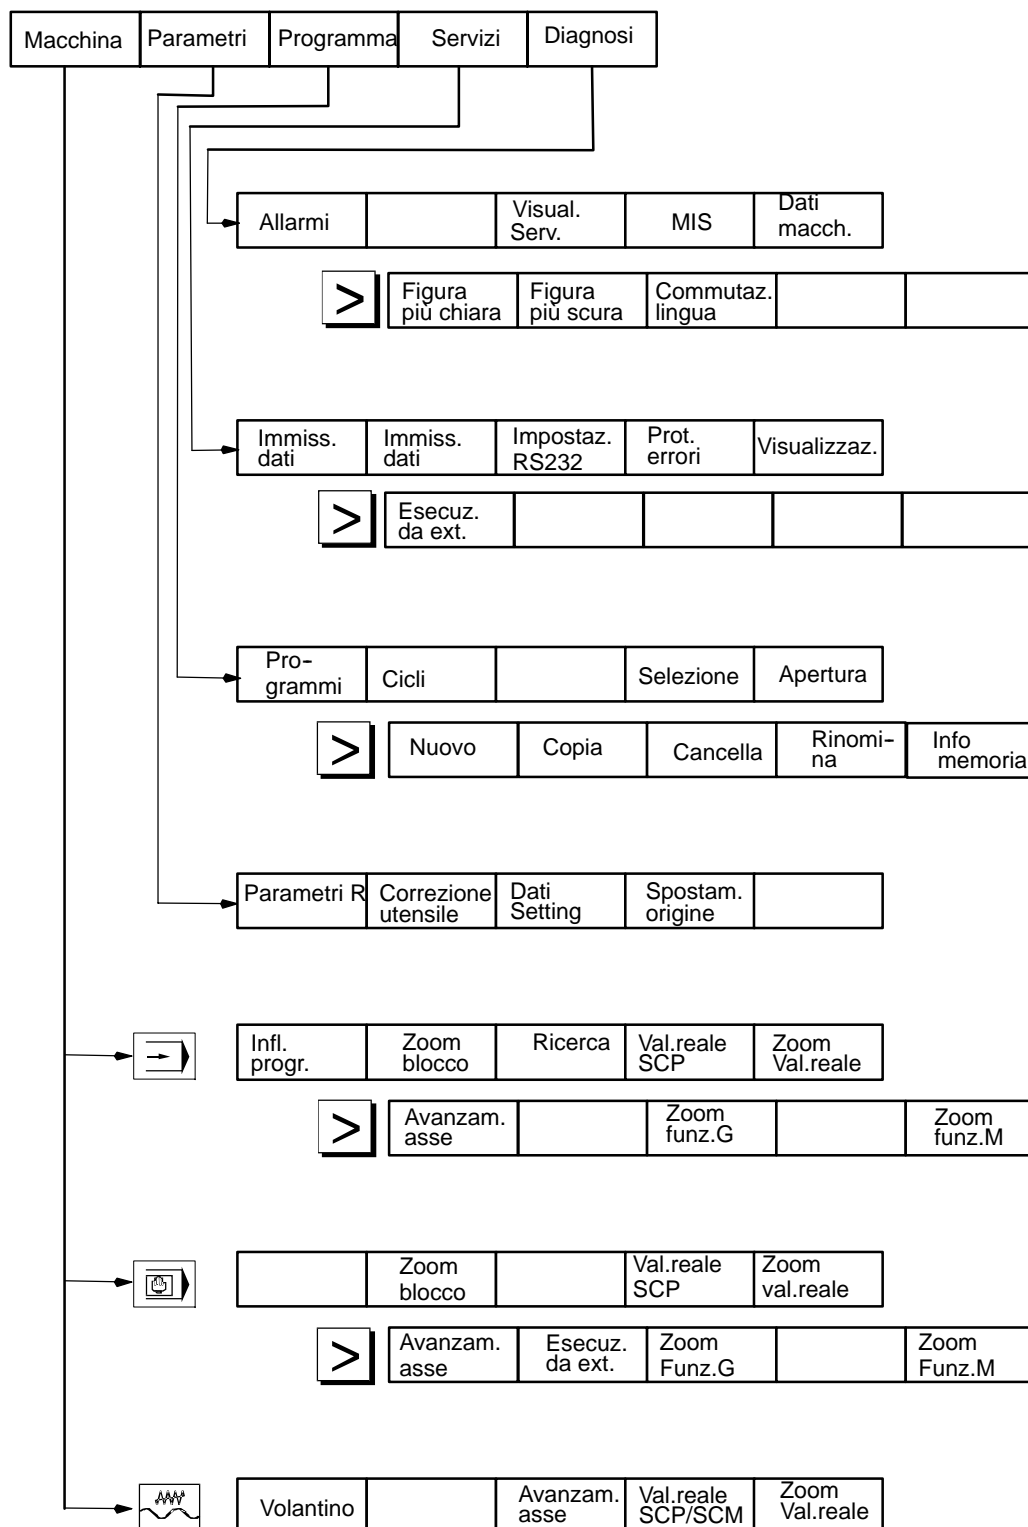 Macchina Parametri Programma Servizi Diagnosi
Allarmi Visual. MIS Dati
Serv. macch.
> Figura Figura Commutaz.
più chiara più scura lingua
Immiss. Immiss. Impostaz. Prot. Visualizzaz.
dati dati RS232 errori
> Esecuz.
da ext.
Pro- Cicli Selezione Apertura
grammi
> Nuovo Copia Cancella Rinomi- Info
na memoria
Parametri R Correzione Dati Spostam.
utensile Setting origine
Infl. Zoom Ricerca Val.reale Zoom
progr. blocco SCP Val.reale
> Avanzam. Zoom Zoom
asse funz.G funz.M
Zoom Val.reale Zoom
blocco SCP val.reale
> Avanzam. Esecuz. Zoom Zoom
asse da ext. Funz.G Funz.M
Volantino Avanzam. Val.reale Zoom
asse SCP/SCM Val.reale